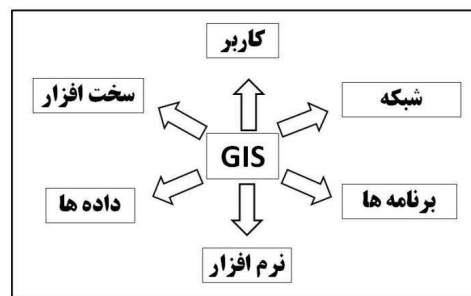 کاربر
شبکه
سخت افزار
GIS
برنامه ها
داده ها
نرم افزار